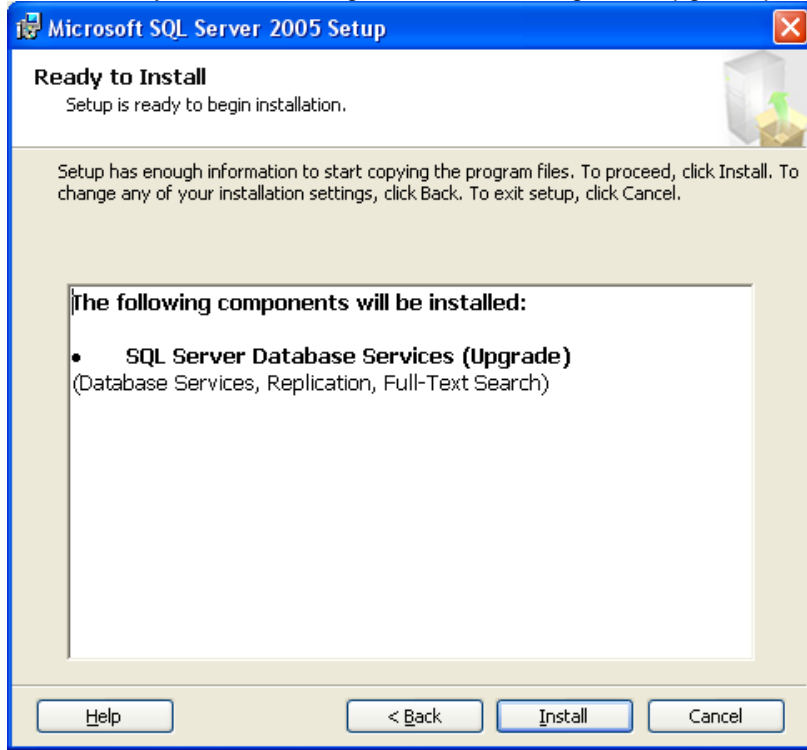 Microsoft SQL Server 2005 Setup
Ready to Install
Setup is ready to begin installation.
Setup has enough information to start copying the program files. To proceed, click Install. To
change any of your installation settings, click Back. To exit setup, click Cancel.
The following components will be installed:
• SQL Server Database Services (Upgrade)
(Database Services, Replication, Full-Text Search)
Help
< Back
Install
Cancel